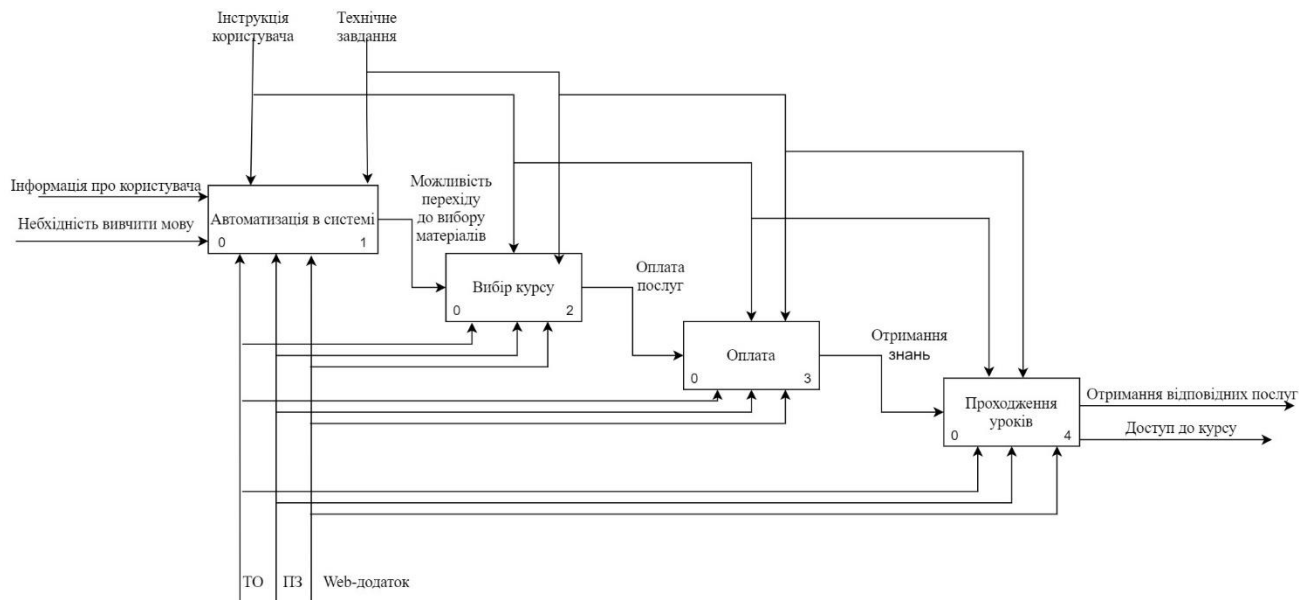 Інструкція
користувача
Технічне
завдання
Інформація про користувача
Небхідність вивчити мову
Автоматизація в системі
0 1
Можливість
перехіду
до вибору
матеріалів
Вибір курсу
0 2
Оплата
послуг
Оплата
0 3
Отримання
знань
Проходження
уроків
0 4
Отримання відповідних послуг
Доступ до курсу
ТО ПЗ Web-додаток